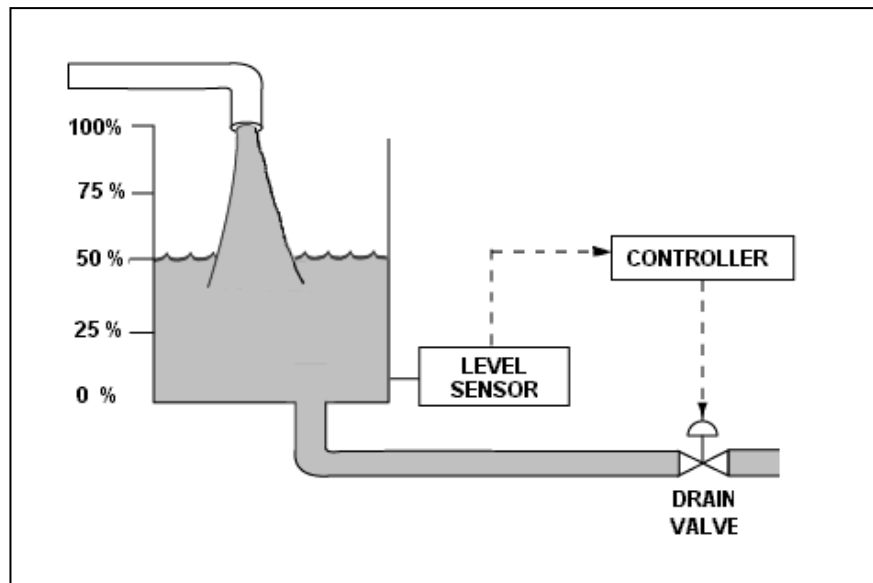 100%
75 %
50 %
25 %
0 %
CONTROLLER
LEVEL
SENSOR
DRAIN
VALVE